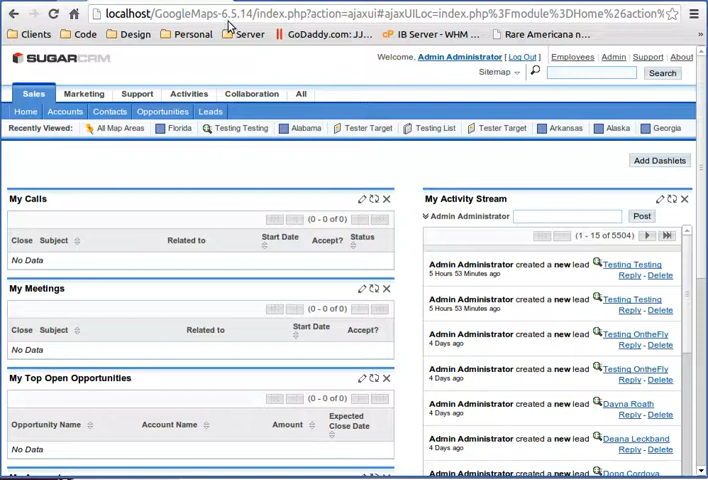 localhost/GoogleMaps-6.5.14/index.php?action=ajaxui#ajaxUILoc=index.php%3Fmodule%3DHome%26action%
Clients Code Design Personal Server GoDaddy.com: JJ... IB Server - WHM ... Rare Americana n... »
SUGARCRM
Welcome, Admin Administrator [ Log Out ] Employees Admin Support About
Sitemap Search
Sales Marketing Support Activities Collaboration All
Home Accounts Contacts Opportunities Leads
Recently Viewed: All Map Areas Florida Testing Testing Alabama Tester Target Testing List Tester Target Arkansas Alaska Georgia
Add Dashlets
My Calls
(0 - 0 of 0)
Close Subject Related to Start Date Accept? Status
No Data
My Meetings
(0 - 0 of 0)
Close Subject Related to Start Date Accept?
No Data
My Top Open Opportunities
(0 - 0 of 0)
Opportunity Name Account Name Amount Expected Close Date
No Data
My Activity Stream
Admin Administrator Post
(1 - 15 of 5504)
Admin Administrator created a new lead Testing Testing
5 Hours 53 Minutes ago Reply - Delete
Admin Administrator created a new lead Testing Testing
5 Hours 53 Minutes ago Reply - Delete
Admin Administrator created a new lead Testing OntheFly
4 Days ago Reply - Delete
Admin Administrator created a new lead Testing OntheFly
4 Days ago Reply - Delete
Admin Administrator created a new lead Dayna Roath
4 Days ago Reply - Delete
Admin Administrator created a new lead Deana Leckband
4 Days ago Reply - Delete
Admin Administrator created a new lead Dong Cordova